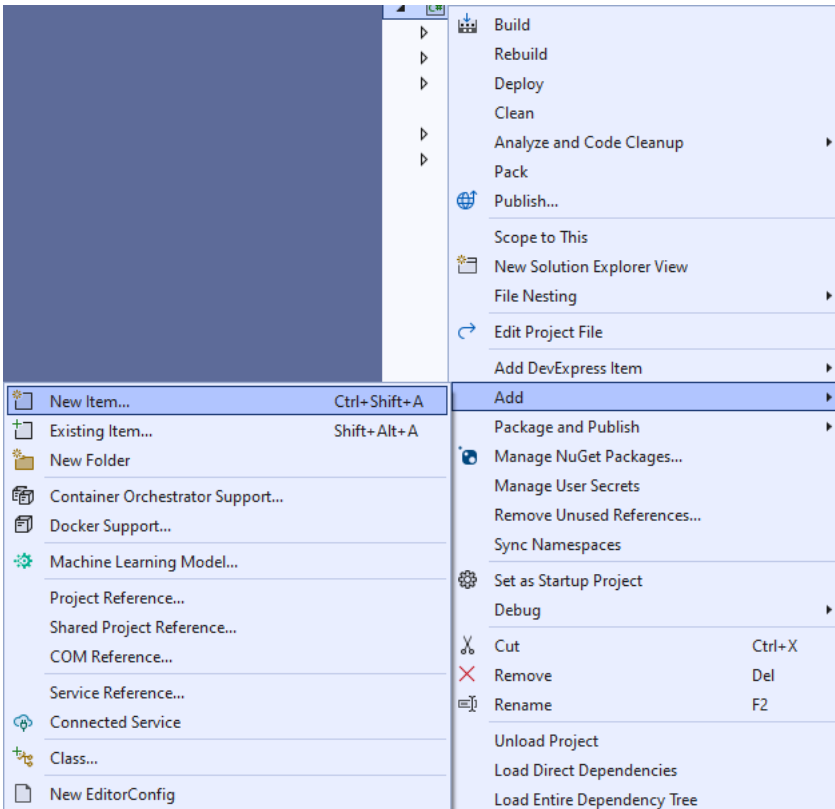 C#
Build
Rebuild
Deploy
Clean
Analyze and Code Cleanup
Pack
Publish...
Scope to This
New Solution Explorer View
File Nesting
Edit Project File
Add DevExpress Item
Add
Package and Publish
Manage NuGet Packages...
Manage User Secrets
Remove Unused References...
Sync Namespaces
Set as Startup Project
Debug
Cut Ctrl+X
Remove Del
Rename F2
Unload Project
Load Direct Dependencies
Load Entire Dependency Tree
New Item... Ctrl+Shift+A
Existing Item... Shift+Alt+A
New Folder
Container Orchestrator Support...
Docker Support...
Machine Learning Model...
Project Reference...
Shared Project Reference...
COM Reference...
Service Reference...
Connected Service
Class...
New EditorConfig